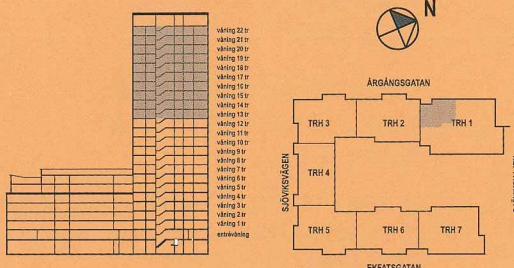 våning 22 tr
våning 21 tr
våning 20 tr
våning 19 tr
våning 18 tr
våning 17 tr
våning 16 tr
våning 15 tr
våning 14 tr
våning 13 tr
våning 12 tr
våning 11 tr
våning 10 tr
våning 9 tr
våning 8 tr
våning 7 tr
våning 6 tr
våning 5 tr
våning 4 tr
våning 3 tr
våning 2 tr
våning 1 tr
entrévåning
N
ÅRGÅNGSGATAN
TRH 3
TRH 2
TRH 1
SJÖVIKSVÄGEN
TRH 4
TRH 5
TRH 6
TRH 7